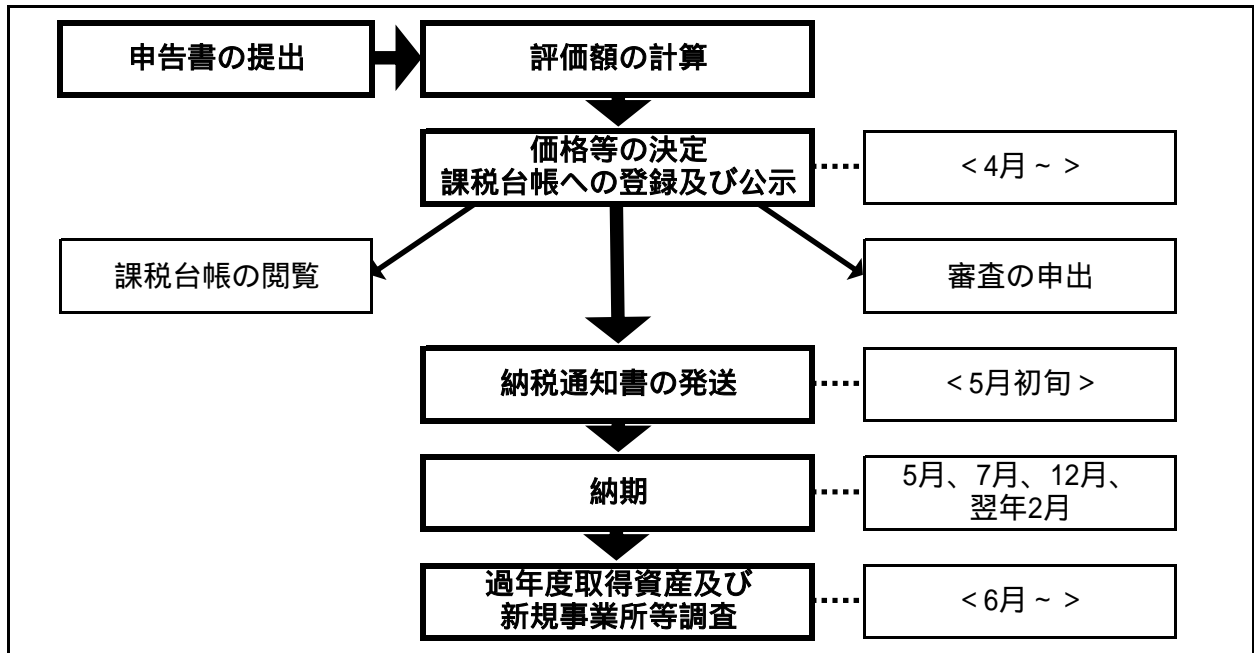 申告書の提出
評価額の計算
価格等の決定
課税台帳への登録及び公示
<4月~>
課税台帳の閲覧
審査の申出
納税通知書の発送
<5月初旬>
納期
5月、7月、12月、
翌年2月
過年度取得資産及び
新規事業所等調査
<6月~>